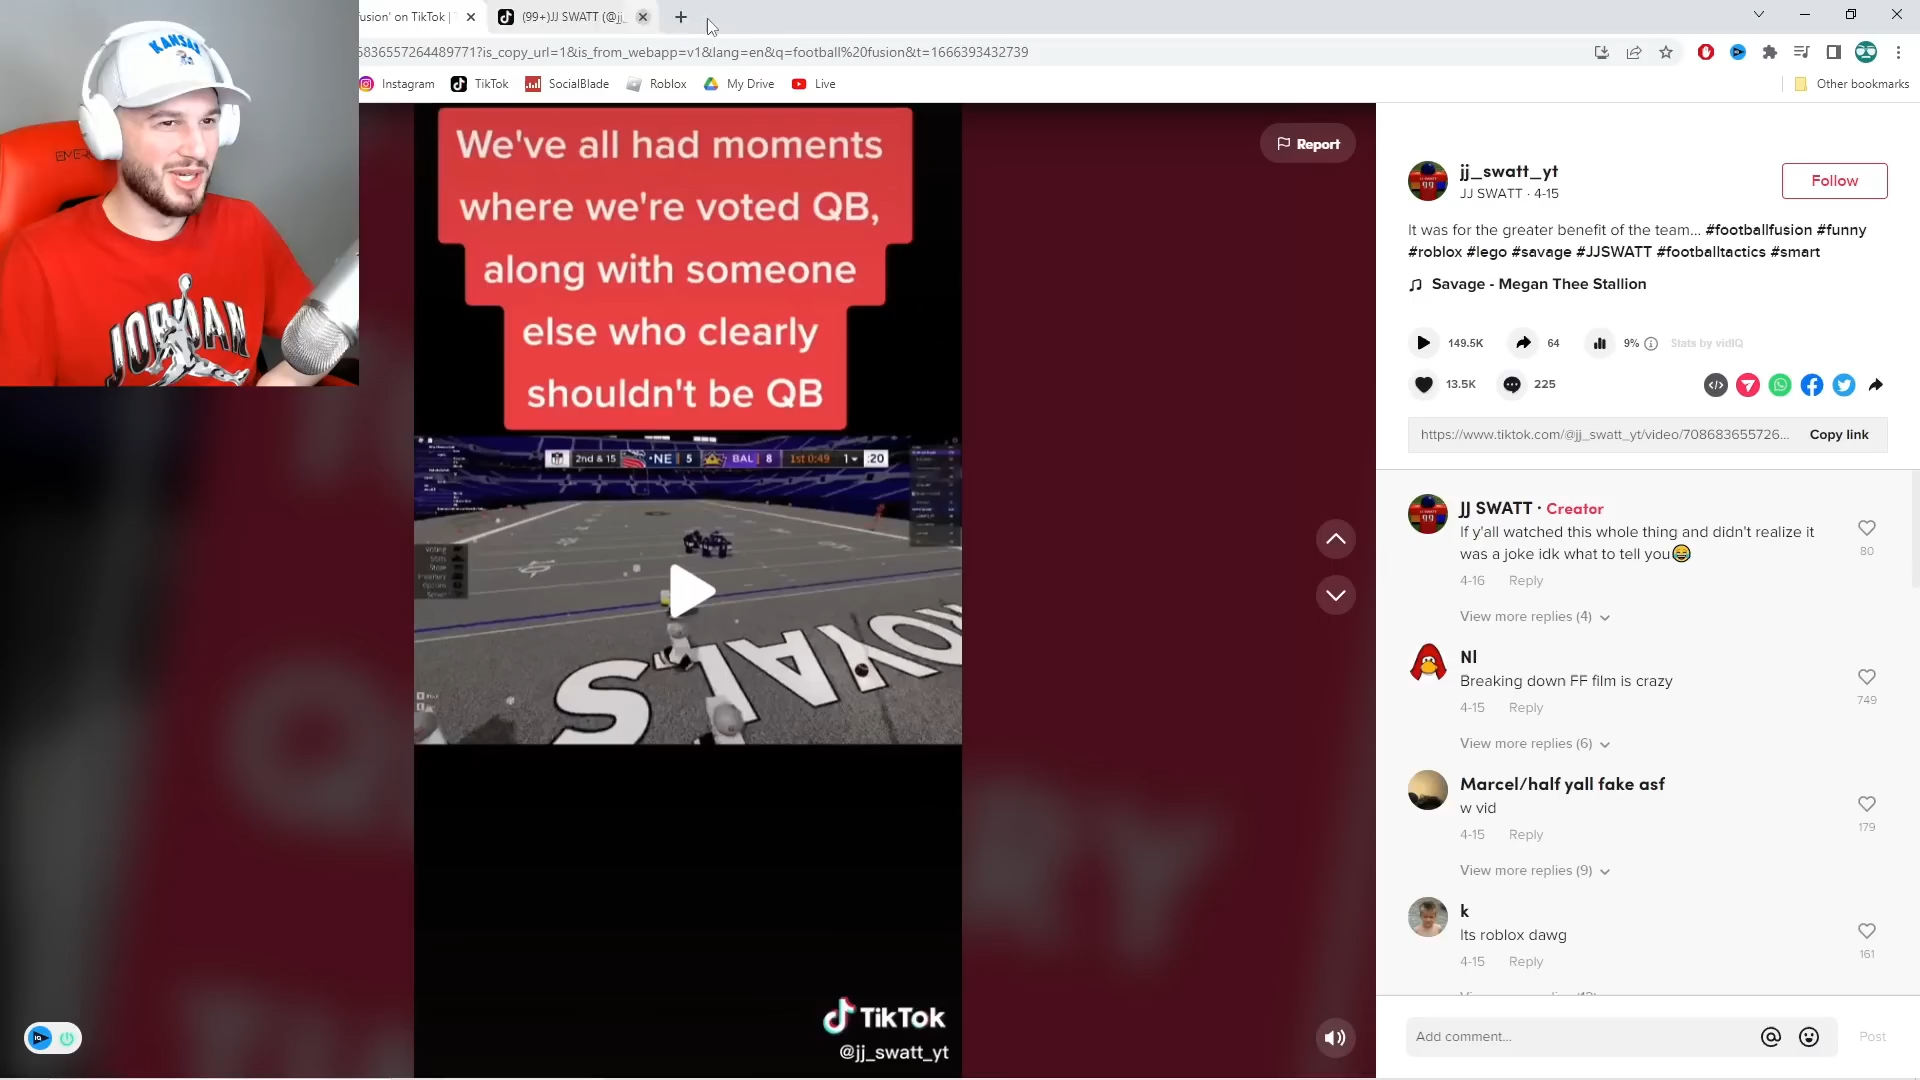 fusion' on TikTok |
(99+)JJ SWATT (@jj_
5836557264489771?is_copy_url=1&is_from_webapp=v1&lang=en&q=football%20fusion&t=1666393432739
Instagram TikTok SocialBlade Roblox My Drive Live Other bookmarks
KANSAS
JORDAN
We've all had moments
where we're voted QB,
along with someone
else who clearly
shouldn't be QB
2nd & 15 NE 5 BAL 8 1st 0:49 1 :20
ROYALS
TikTok
@jj_swatt_yt
Report
jj_swatt_yt
JJ SWATT · 4-15
Follow
It was for the greater benefit of the team... #footballfusion #funny
#roblox #lego #savage #JJSWATT #footballtactics #smart
Savage - Megan Thee Stallion
149.5K 64 9% Stats by vidIQ
13.5K 225
https://www.tiktok.com/@jj_swatt_yt/video/708683655726... Copy link
JJ SWATT · Creator
If y'all watched this whole thing and didn't realize it
was a joke idk what to tell you😂
80
4-16 Reply
View more replies (4)
Nl
Breaking down FF film is crazy
749
4-15 Reply
View more replies (6)
Marcel/half yall fake asf
w vid
179
4-15 Reply
View more replies (9)
k
Its roblox dawg
161
4-15 Reply
Add comment... Post